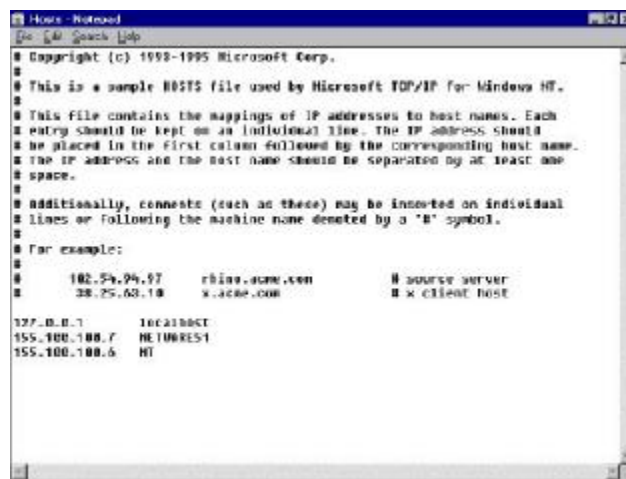 Hosts - Notepad
File Edit Search Help
# Copyright (c) 1993-1995 Microsoft Corp.
#
# This is a sample HOSTS file used by Microsoft TCP/IP for Windows NT.
#
# This file contains the mappings of IP addresses to host names. Each
# entry should be kept on an individual line. The IP address should
# be placed in the first column followed by the corresponding host name.
# The IP address and the host name should be separated by at least one
# space.
#
# Additionally, comments (such as these) may be inserted on individual
# lines or following the machine name denoted by a '#' symbol.
#
# For example:
#
# 102.54.94.97 rhino.acme.com # source server
# 38.25.63.10 x.acme.com # x client host
127.0.0.1 localhost
155.100.100.7
155.100.100.6 NT